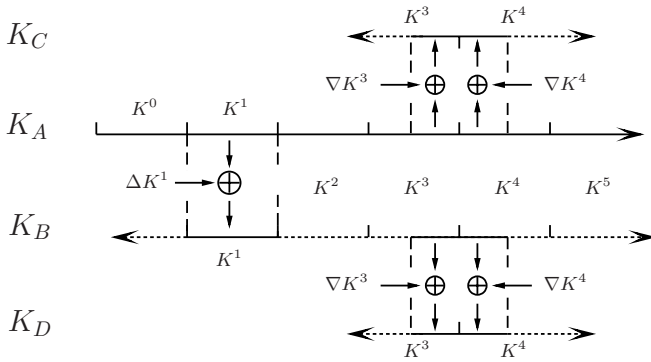 K^3 K^4
K_C
∇K^3 ∇K^4
K^0 K^1
K_A
ΔK^1 K^2 K^3 K^4 K^5
K_B
K^1
∇K^3 ∇K^4
K_D
K^3 K^4